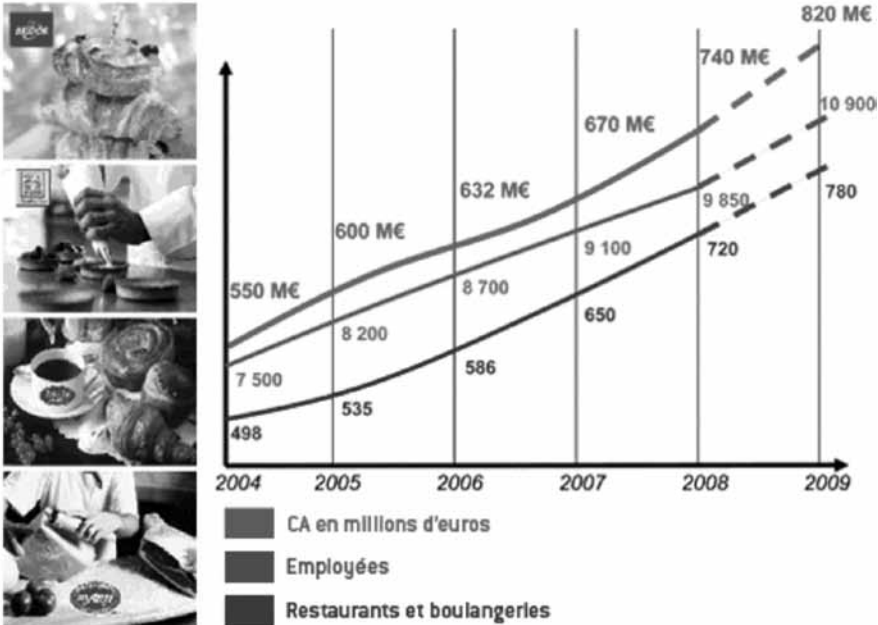 BRIDOR
820 M€
740 M€
10 900
670 M€
632 M€
9 850
780
600 M€
9 100
720
550 M€
8 700
650
8 200
586
7 500
535
498
2004 2005 2006 2007 2008 2009
CA en millions d'euros
Employées
Restaurants et boulangeries